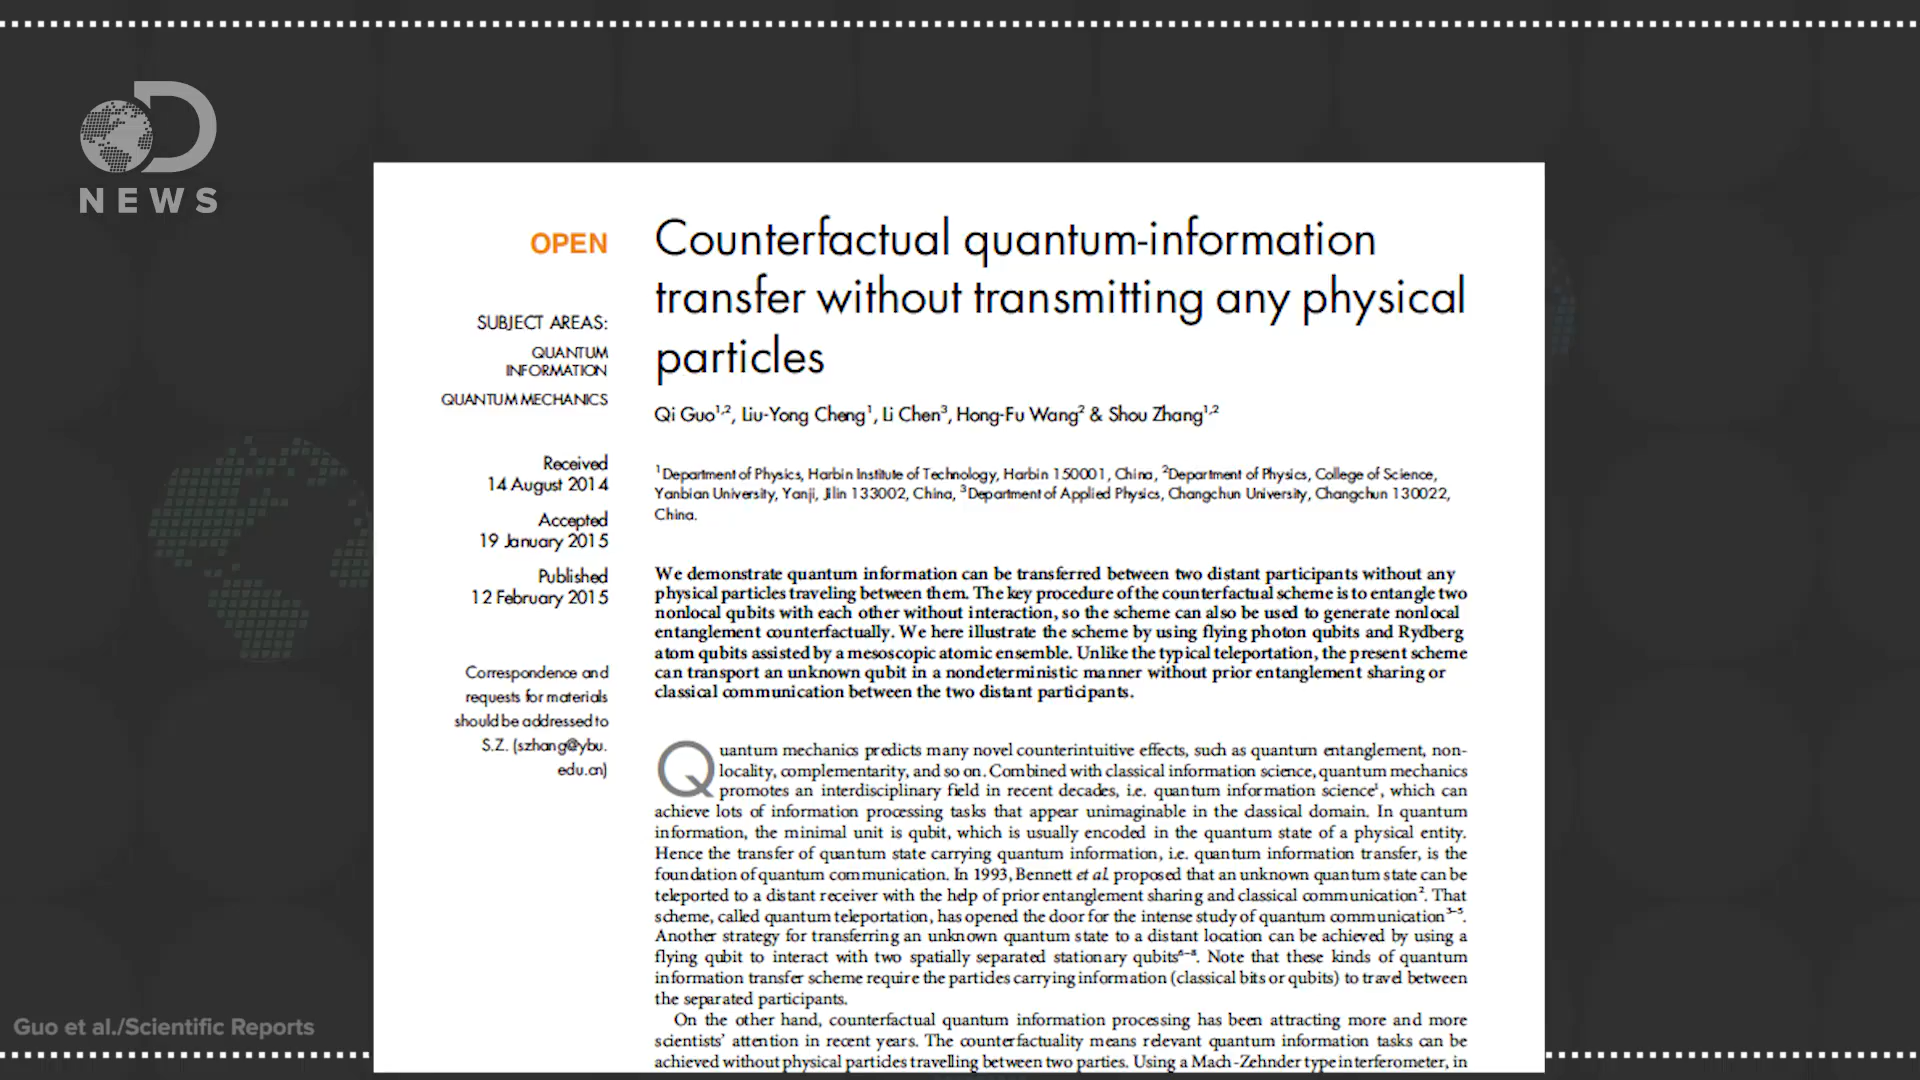 D
NEWS
OPEN
SUBJECT AREAS:
QUANTUM
INFORMATION
QUANTUM MECHANICS
Received
14 August 2014
Accepted
19 January 2015
Published
12 February 2015
Correspondence and
requests for materials
should be addressed to
S.Z. (szhang@ybu.
edu.cn)
Counterfactual quantum-information
transfer without transmitting any physical
particles
Qi Guo1,2, Liu-Yong Cheng1, Li Chen3, Hong-Fu Wang2 & Shou Zhang1,2
1Department of Physics, Harbin Institute of Technology, Harbin 150001, China, 2Department of Physics, College of Science,
Yanbian University, Yanji, Jilin 133002, China, 3Department of Applied Physics, Changchun University, Changchun 130022,
China.
We demonstrate quantum information can be transferred between two distant participants without any
physical particles traveling between them. The key procedure of the counterfactual scheme is to entangle two
nonlocal qubits with each other without interaction, so the scheme can also be used to generate nonlocal
entanglement counterfactually. We here illustrate the scheme by using flying photon qubits and Rydberg
atom qubits assisted by a mesoscopic atomic ensemble. Unlike the typical teleportation, the present scheme
can transport an unknown qubit in a nondeterministic manner without prior entanglement sharing or
classical communication between the two distant participants.
Quantum mechanics predicts many novel counterintuitive effects, such as quantum entanglement, non-
locality, complementarity, and so on. Combined with classical information science, quantum mechanics
promotes an interdisciplinary field in recent decades, i.e. quantum information science1, which can
achieve lots of information processing tasks that appear unimaginable in the classical domain. In quantum
information, the minimal unit is qubit, which is usually encoded in the quantum state of a physical entity.
Hence the transfer of quantum state carrying quantum information, i.e. quantum information transfer, is the
foundation of quantum communication. In 1993, Bennett et al. proposed that an unknown quantum state can be
teleported to a distant receiver with the help of prior entanglement sharing and classical communication2. That
scheme, called quantum teleportation, has opened the door for the intense study of quantum communication3–5.
Another strategy for transferring an unknown quantum state to a distant location can be achieved by using a
flying qubit to interact with two spatially separated stationary qubits6–8. Note that these kinds of quantum
information transfer scheme require the particles carrying information (classical bits or qubits) to travel between
the separated participants.
On the other hand, counterfactual quantum information processing has been attracting more and more
scientists' attention in recent years. The counterfactuality means relevant quantum information tasks can be
achieved without physical particles travelling between two parties. Using a Mach-Zehnder type interferometer, in
Guo et al./Scientific Reports